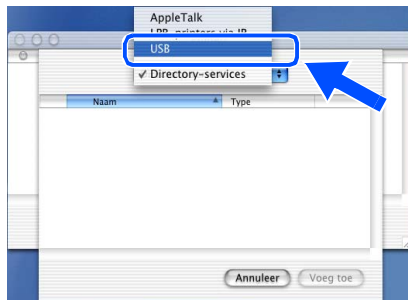 AppleTalk
LPR-printers via IP
USB
✓ Directory-services
Naam
Type
Annuleer
Voeg toe